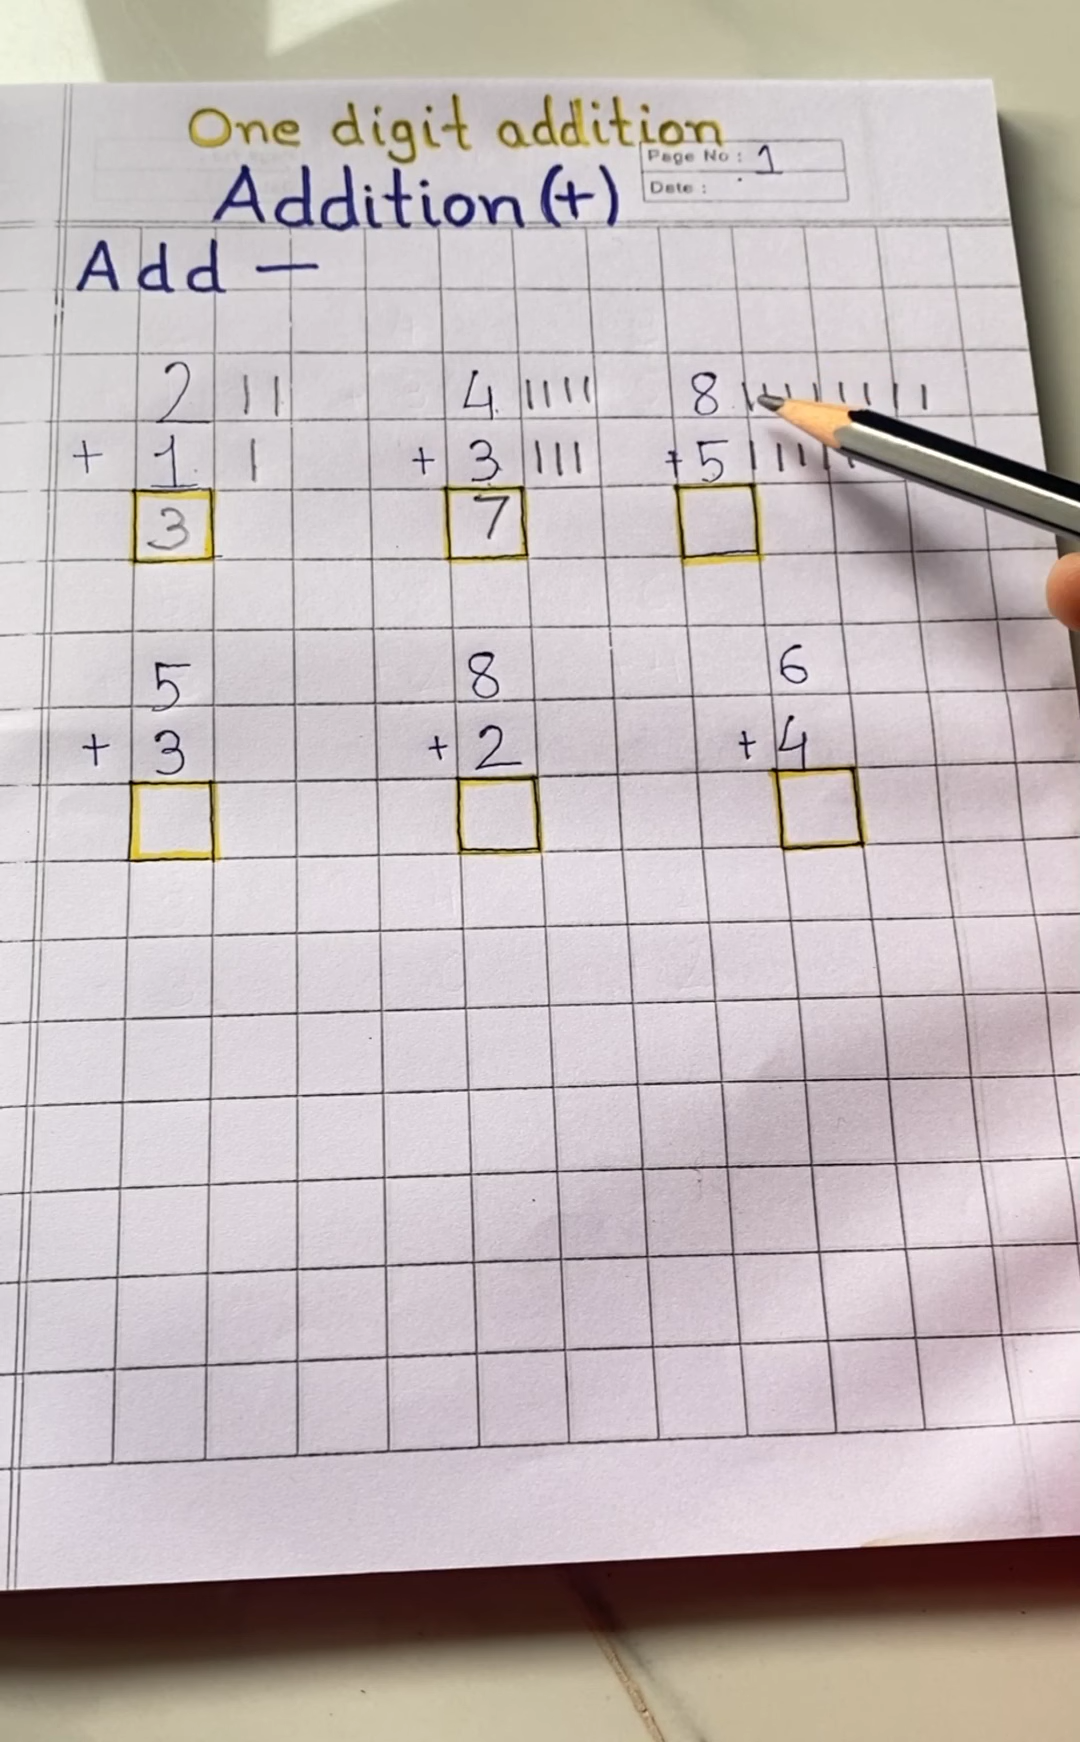 One digit addition
Page No : 1
Addition (+)
Date :
Add —
2 4 8
+ 1 + 3 + 5
3 7
5 8 6
+ 3 + 2 + 4